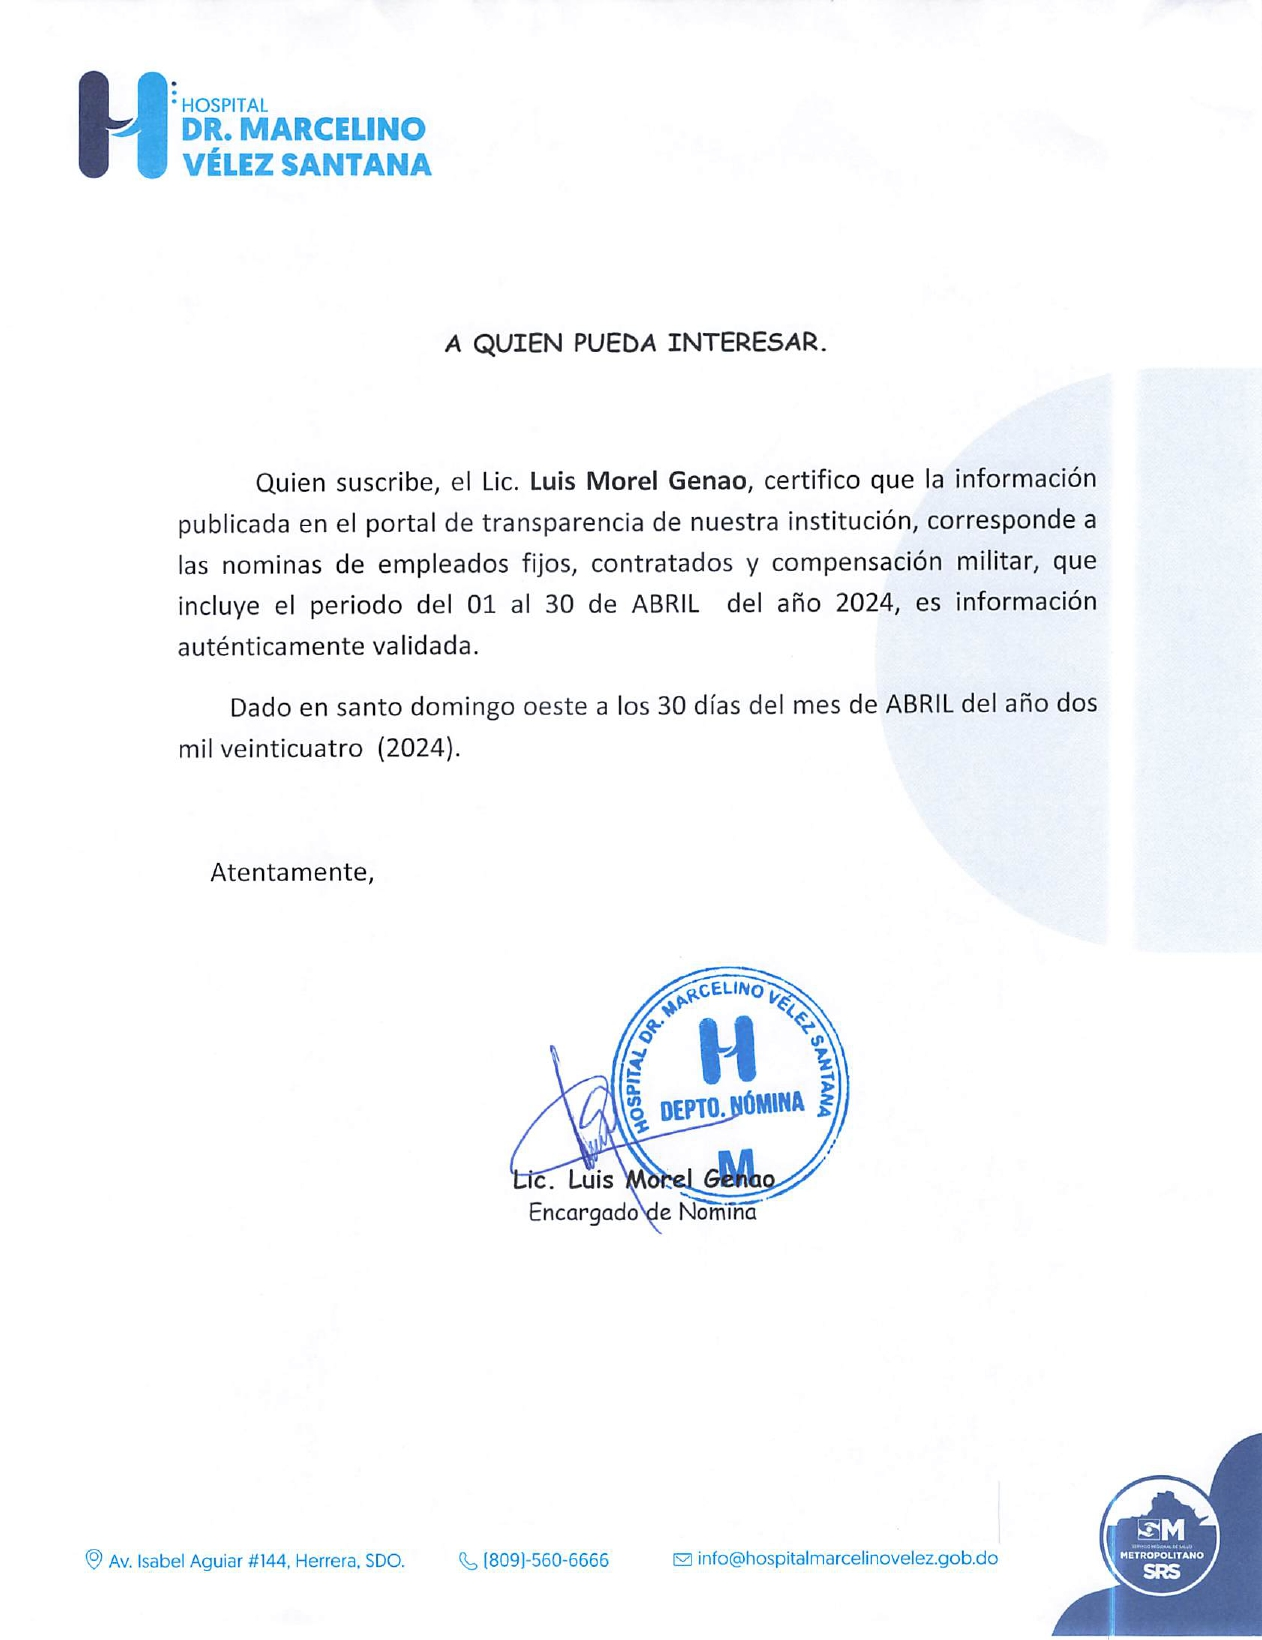 HOSPITAL
DR. MARCELINO
VÉLEZ SANTANA
A QUIEN PUEDA INTERESAR.
Quien suscribe, el Lic. Luis Morel Genao, certifico que la información
publicada en el portal de transparencia de nuestra institución, corresponde a
las nominas de empleados fijos, contratados y compensación militar, que
incluye el periodo del 01 al 30 de ABRIL del año 2024, es información
auténticamente validada.
Dado en santo domingo oeste a los 30 días del mes de ABRIL del año dos
mil veinticuatro (2024).
Atentamente,
HOSPITAL DR. MARCELINO VÉLEZ SANTANA
H
DEPTO. NÓMINA
M
Lic. Luis Morel Genao
Encargado de Nomina
Av. Isabel Aguiar #144, Herrera, SDO.
(809)-560-6666
info@hospitalmarcelinovelez.gob.do
SM
SERVICIO REGIONAL DE SALUD
METROPOLITANO
SRS